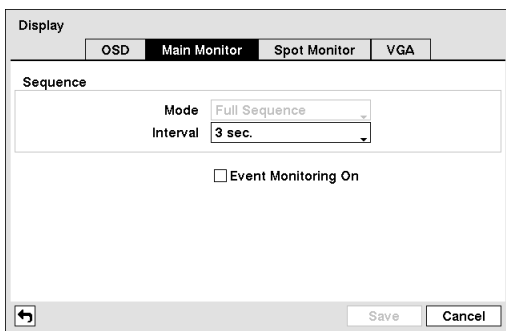 Display
OSD Main Monitor Spot Monitor VGA
Sequence
Mode Full Sequence
Interval 3 sec.
Event Monitoring On
Save Cancel